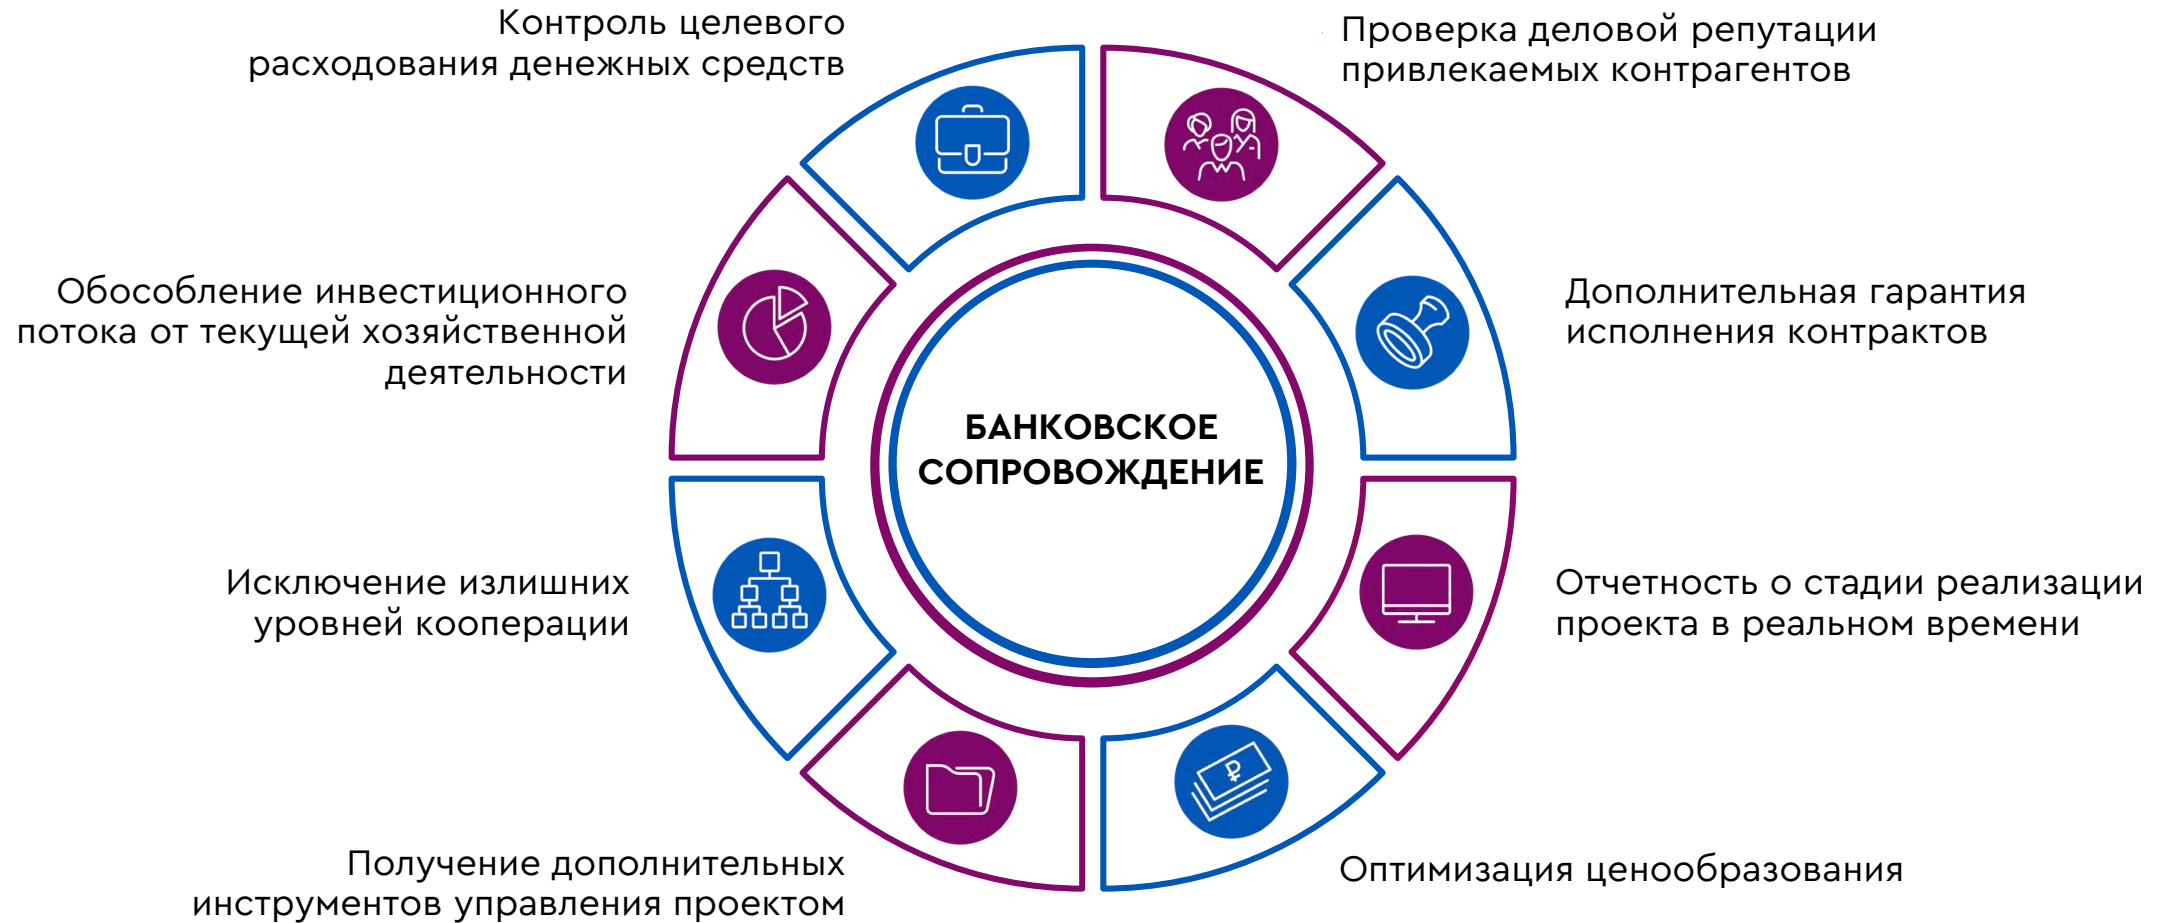 Контроль целевого
расходования денежных средств
Проверка деловой репутации
привлекаемых контрагентов
Обособление инвестиционного
потока от текущей хозяйственной
деятельности
Дополнительная гарантия
исполнения контрактов
БАНКОВСКОЕ
СОПРОВОЖДЕНИЕ
Исключение излишних
уровней кооперации
Отчетность о стадии реализации
проекта в реальном времени
₽
Получение дополнительных
инструментов управления проектом
Оптимизация ценообразования